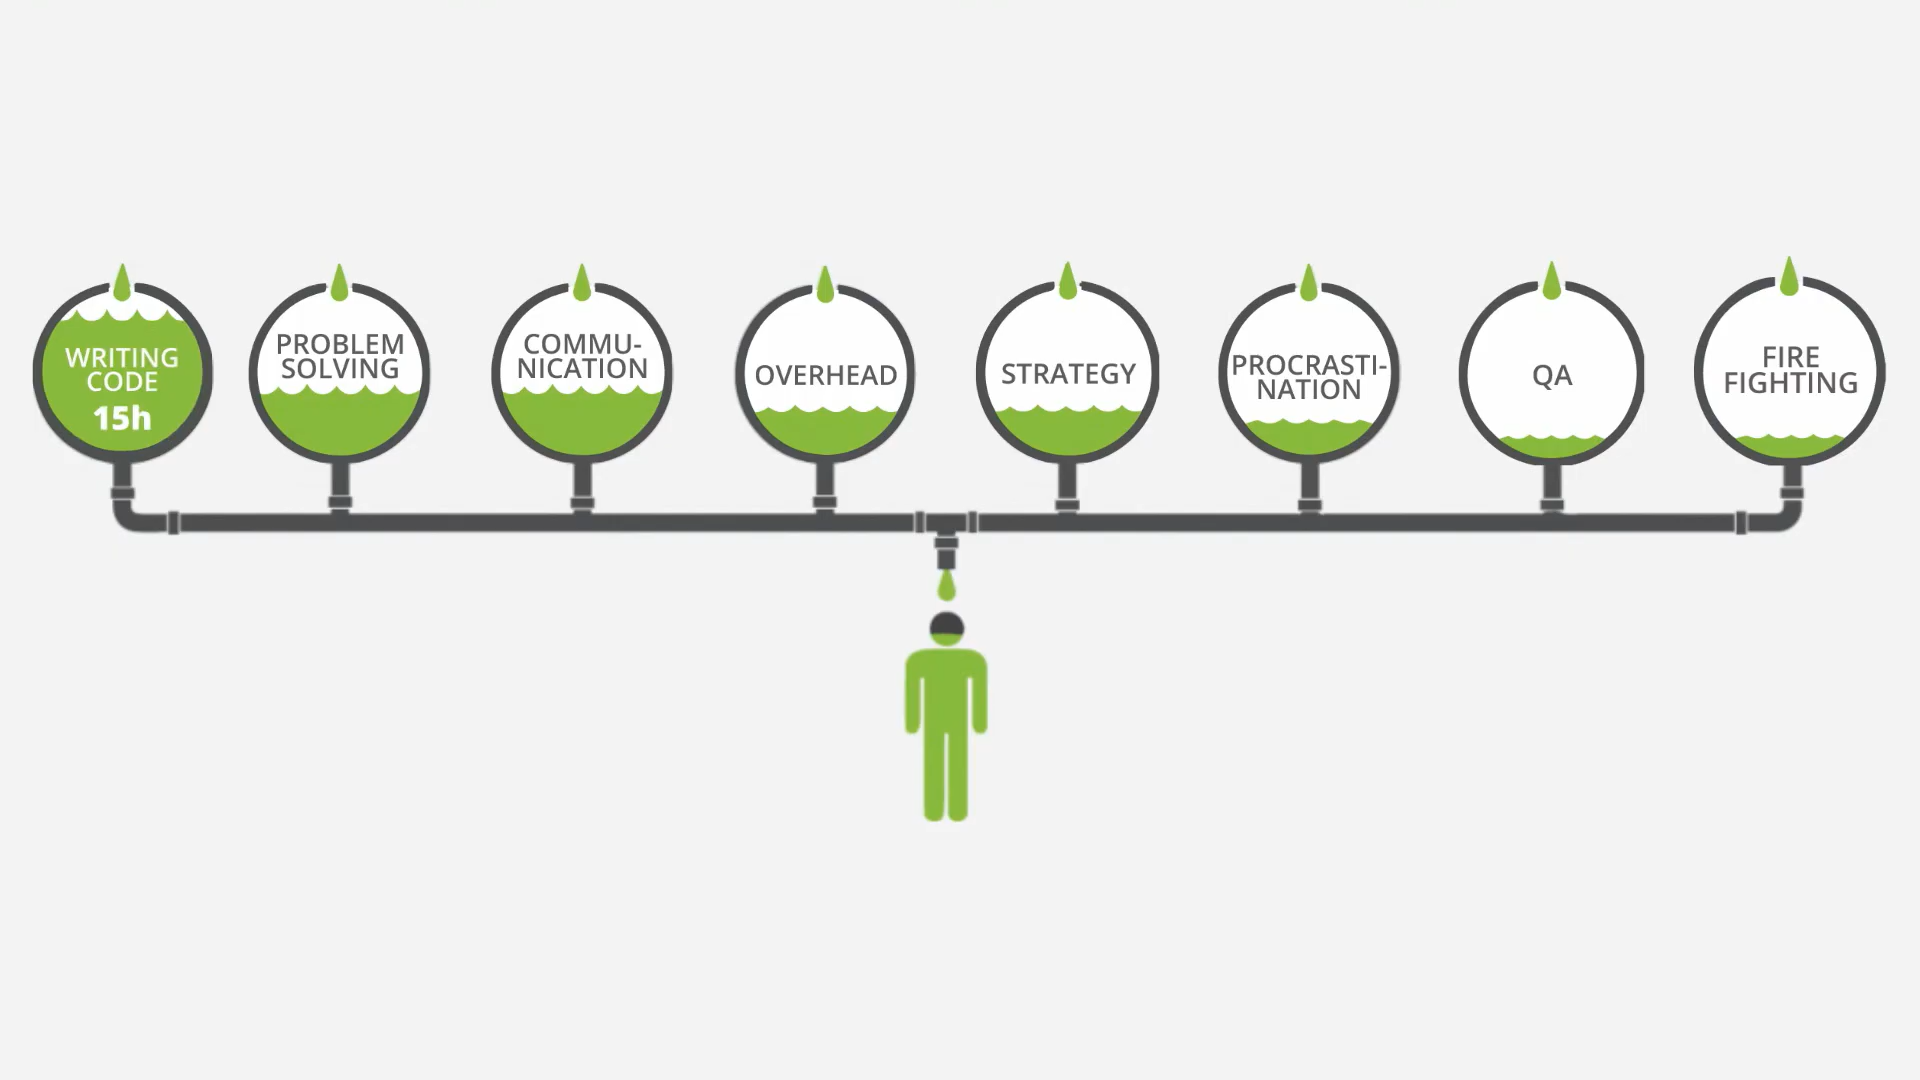 WRITING
CODE
15h
PROBLEM
SOLVING
COMMU-
NICATION
OVERHEAD
STRATEGY
PROCRASTI-
NATION
QA
FIRE
FIGHTING